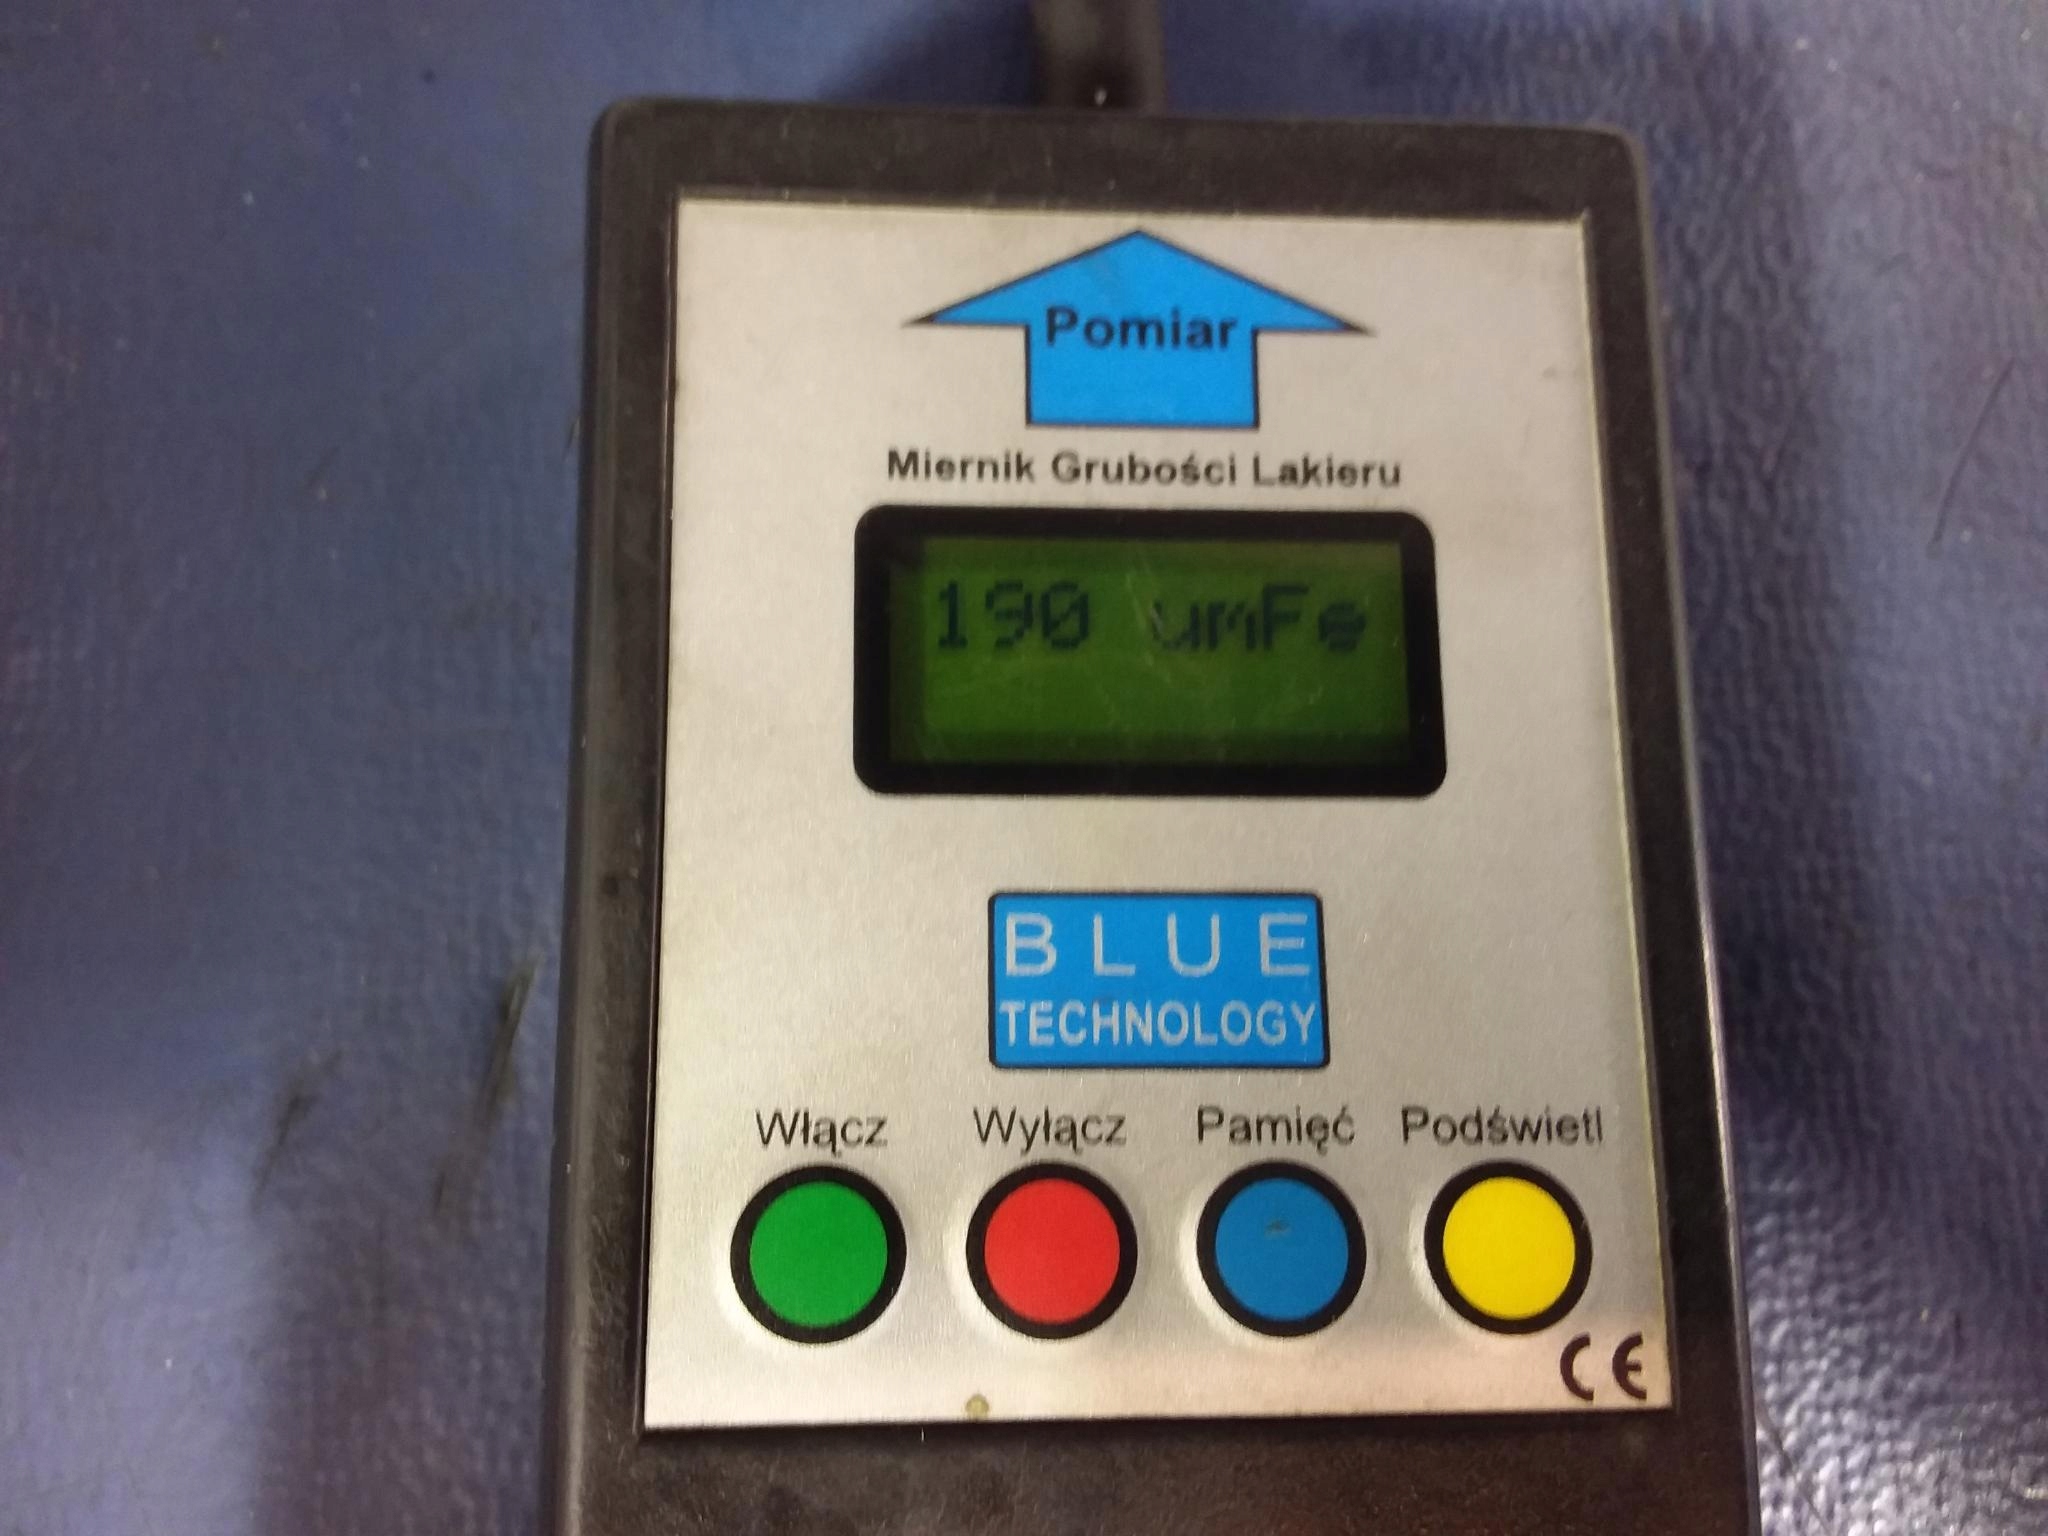 Pomiar
Miernik Grubości Lakieru
190 umFe
BLUE
TECHNOLOGY
Włącz Wyłącz Pamięć Podświetl
CE